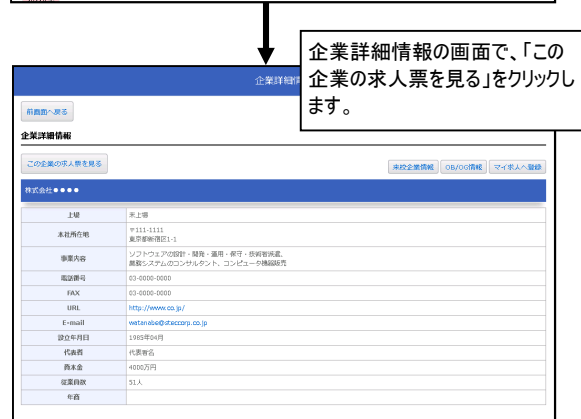 企業詳細情報の画面で、「この
企業の求人票を見る」をクリックし
ます。
企業詳細情
前画面へ戻る
企業詳細情報
この企業の求人票を見る
来校企業情報 OB/OG情報 マイ求人へ登録
株式会社●●●●
上場 未上場
本社所在地 〒111-1111
東京都新宿区1-1
事業内容 ソフトウェアの設計・開発・運用・保守・技術者派遣、
業務システムのコンサルタント、コンピュータ機器販売
電話番号 03-0000-0000
FAX 03-0000-0000
URL http://www.co.jp/
E-mail watanabe@staccorp.co.jp
設立年月日 1985年04月
代表者 代表者名
資本金 4000万円
従業員数 51人
年商